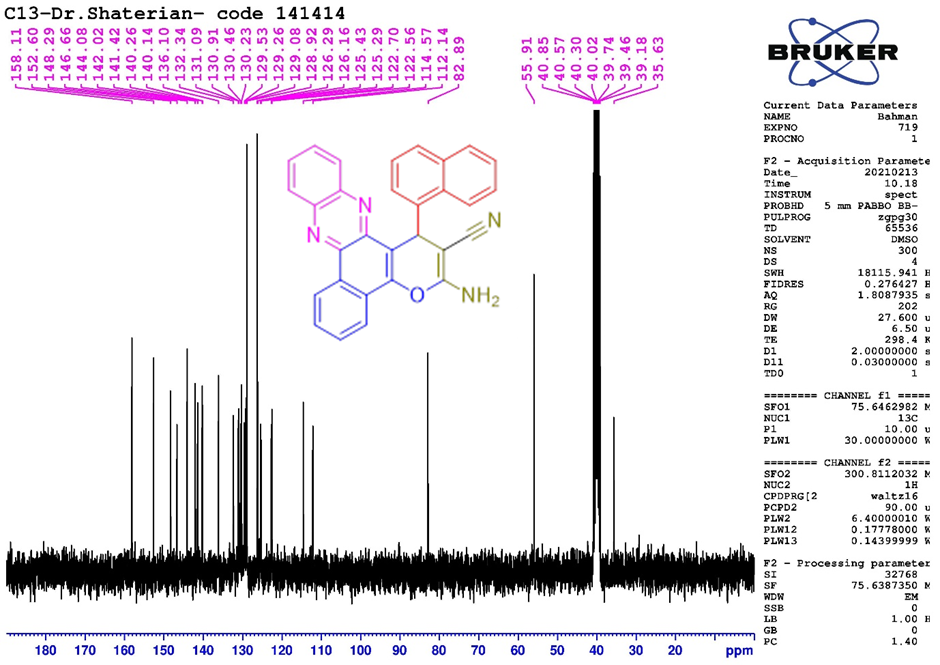 C13-Dr.Shaterian- code 141414
158.11
152.60
148.29
146.66
144.08
142.02
141.42
140.26
140.14
136.10
132.34
131.09
130.91
130.46
130.23
129.53
129.26
129.08
128.92
128.29
126.29
126.16
125.43
125.29
122.70
122.56
114.57
112.14
82.89
55.91
40.85
40.57
40.30
40.02
39.74
39.46
39.18
35.63
BRUKER
N
N
N
O
NH2
Current Data Parameters
NAME Bahman
EXPNO 719
PROCNO 1
F2 - Acquisition Paramete
Date_ 20210213
Time 10.18
INSTRUM spect
PROBHD 5 mm PABBO BB-
PULPROG zgpg30
TD 65536
SOLVENT DMSO
NS 300
DS 4
SWH 18115.941 H
FIDRES 0.276427 H
AQ 1.8087935 s
RG 202
DW 27.600 u
DE 6.50 u
TE 298.4 K
D1 2.00000000 s
D11 0.03000000 s
TD0 1
======== CHANNEL f1 =====
SFO1 75.6462982 M
NUC1 13C
P1 10.00 u
PLW1 30.00000000 W
======== CHANNEL f2 =====
SFO2 300.8112032 M
NUC2 1H
CPDPRG[2 waltz16
PCPD2 90.00 u
PLW2 6.40000010 W
PLW12 0.17778000 W
PLW13 0.14399999 W
F2 - Processing parameter
SI 32768
SF 75.6387350 M
WDW EM
SSB 0
LB 1.00 H
GB 0
PC 1.40
180 170 160 150 140 130 120 110 100 90 80 70 60 50 40 30 20 ppm